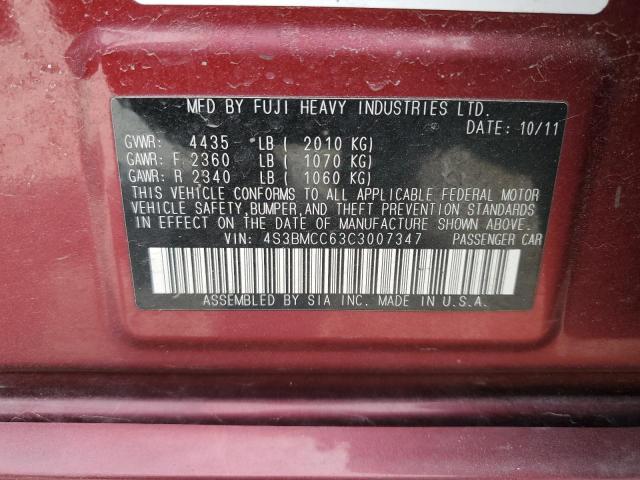 MFD BY FUJI HEAVY INDUSTRIES LTD.
DATE: 10/11
GVWR: 4435 LB ( 2010 KG)
GAWR: F 2360 LB ( 1070 KG)
GAWR: R 2340 LB ( 1060 KG)
THIS VEHICLE CONFORMS TO ALL APPLICABLE FEDERAL MOTOR
VEHICLE SAFETY,BUMPER,AND THEFT PREVENTION STANDARDS
IN EFFECT ON THE DATE OF MANUFACTURE SHOWN ABOVE.
VIN: 4S3BMCC63C3007347 PASSENGER CAR
ASSEMBLED BY SIA INC. MADE IN U.S.A.